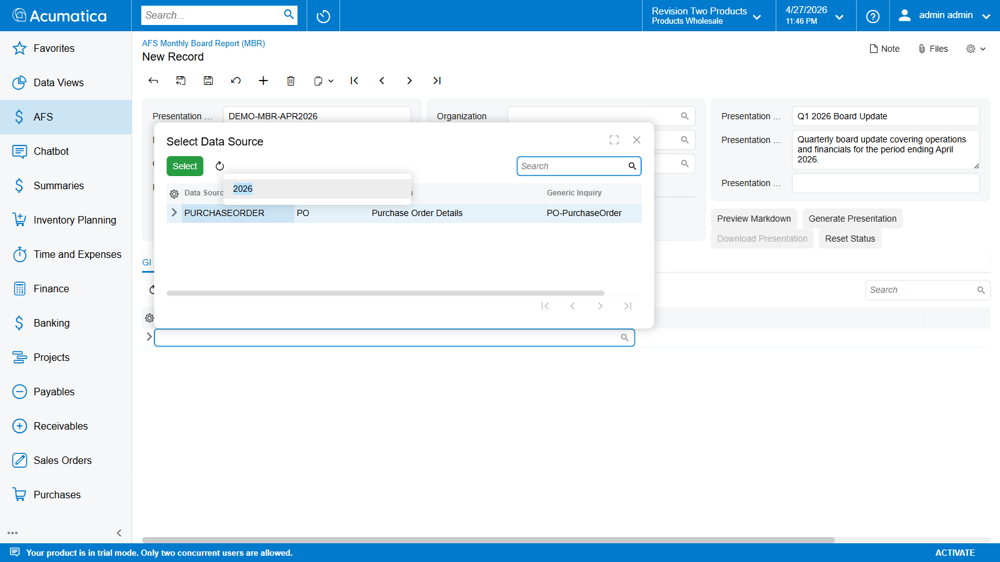 Acumatica
Search...
Revision Two Products
Products Wholesale
4/27/2026
11:46 PM
admin admin
Favorites
Data Views
AFS
Chatbot
Summaries
Inventory Planning
Time and Expenses
Finance
Banking
Projects
Payables
Receivables
Sales Orders
Purchases
AFS Monthly Board Report (MBR)
New Record
Note
Files
Presentation ...
DEMO-MBR-APR2026
Organization
Presentation ...
Q1 2026 Board Update
Presentation ...
Quarterly board update covering operations
and financials for the period ending April
2026.
Presentation ...
Preview Markdown
Generate Presentation
Download Presentation
Reset Status
Select Data Source
Select
Search
2026
Data Sourc
Generic Inquiry
PURCHASEORDER
PO
Purchase Order Details
PO-PurchaseOrder
GI
Search
Your product is in trial mode. Only two concurrent users are allowed.
ACTIVATE